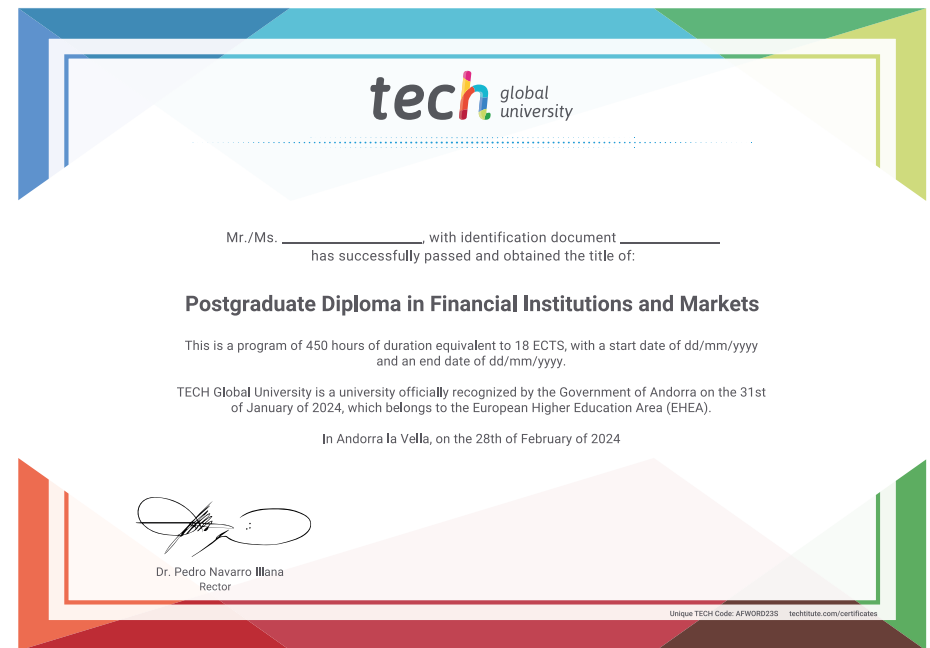 tech global
university
Mr./Ms. ____________, with identification document ____________
has successfully passed and obtained the title of:
Postgraduate Diploma in Financial Institutions and Markets
This is a program of 450 hours of duration equivalent to 18 ECTS, with a start date of dd/mm/yyyy
and an end date of dd/mm/yyyy.
TECH Global University is a university officially recognized by the Government of Andorra on the 31st
of January of 2024, which belongs to the European Higher Education Area (EHEA).
In Andorra la Vella, on the 28th of February of 2024
Dr. Pedro Navarro Illana
Rector
Unique TECH Code: AFWORD23S techtitute.com/certificates